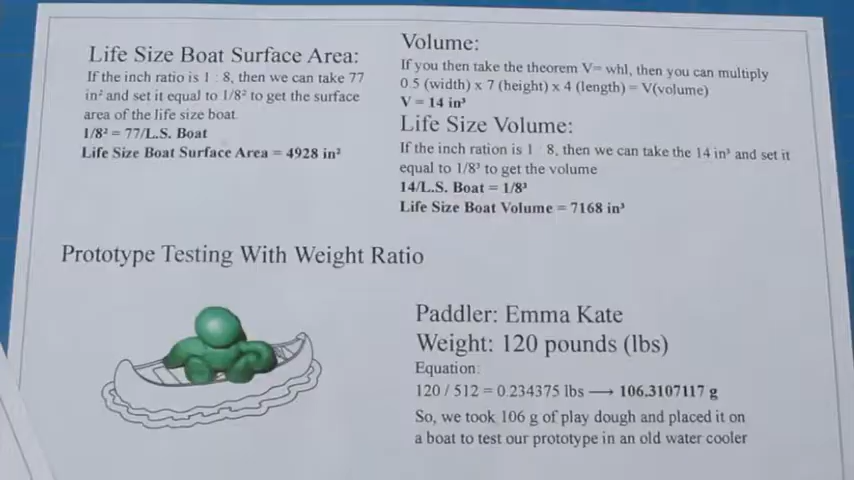 Life Size Boat Surface Area:
If the inch ratio is 1 : 8, then we can take 77
in² and set it equal to 1/8² to get the surface
area of the life size boat.
1/8² = 77/L.S. Boat
Life Size Boat Surface Area = 4928 in²
Volume:
If you then take the theorem V= whl, then you can multiply
0.5 (width) x 7 (height) x 4 (length) = V(volume)
V = 14 in³
Life Size Volume:
If the inch ration is 1 : 8, then we can take the 14 in³ and set it
equal to 1/8³ to get the volume
14/L.S. Boat = 1/8³
Life Size Boat Volume = 7168 in³
Prototype Testing With Weight Ratio
Paddler: Emma Kate
Weight: 120 pounds (lbs)
Equation:
120 / 512 = 0.234375 lbs → 106.3107117 g
So, we took 106 g of play dough and placed it on
a boat to test our prototype in an old water cooler